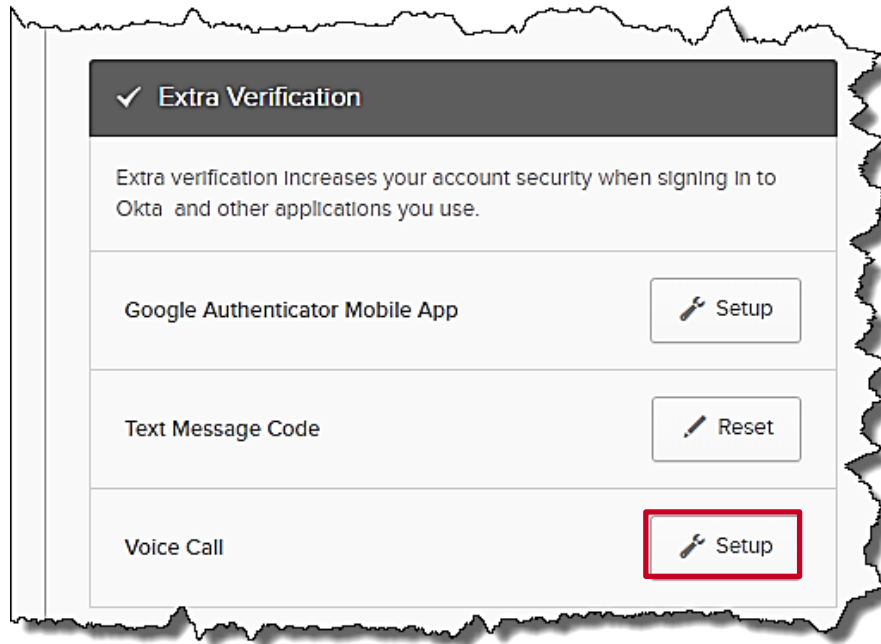 Extra Verification
Extra verification increases your account security when signing in to
Okta and other applications you use.
Google Authenticator Mobile App
Setup
Text Message Code
Reset
Voice Call
Setup